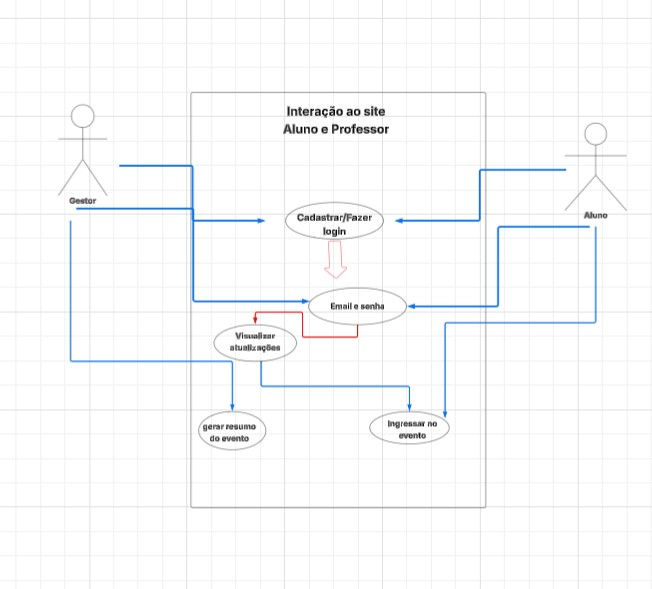 Interação ao site
Aluno e Professor
Gestor
Aluno
Cadastrar/Fazer
login
Email e senha
Visualizar
atualizações
gerar resumo
do evento
Ingressar no
evento